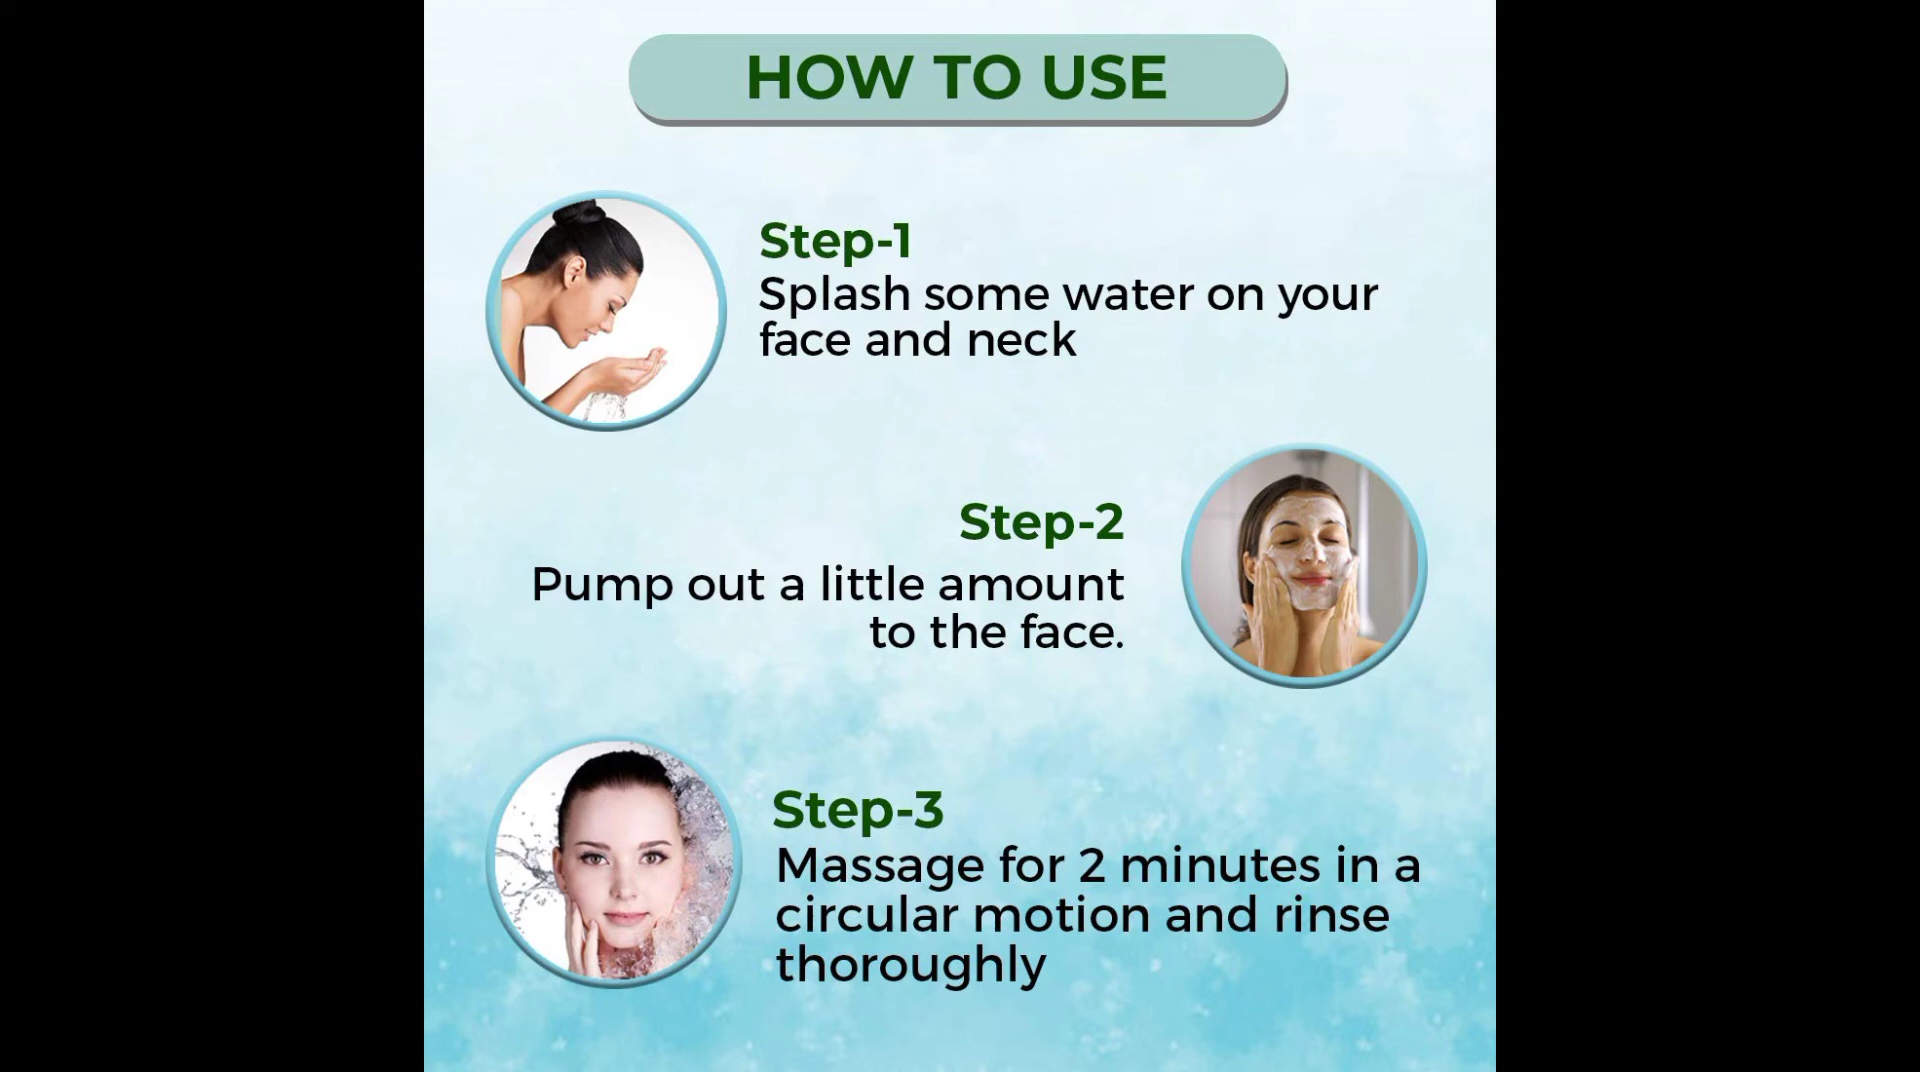 HOW TO USE
Step-1
Splash some water on your
face and neck
Step-2
Pump out a little amount
to the face.
Step-3
Massage for 2 minutes in a
circular motion and rinse
thoroughly